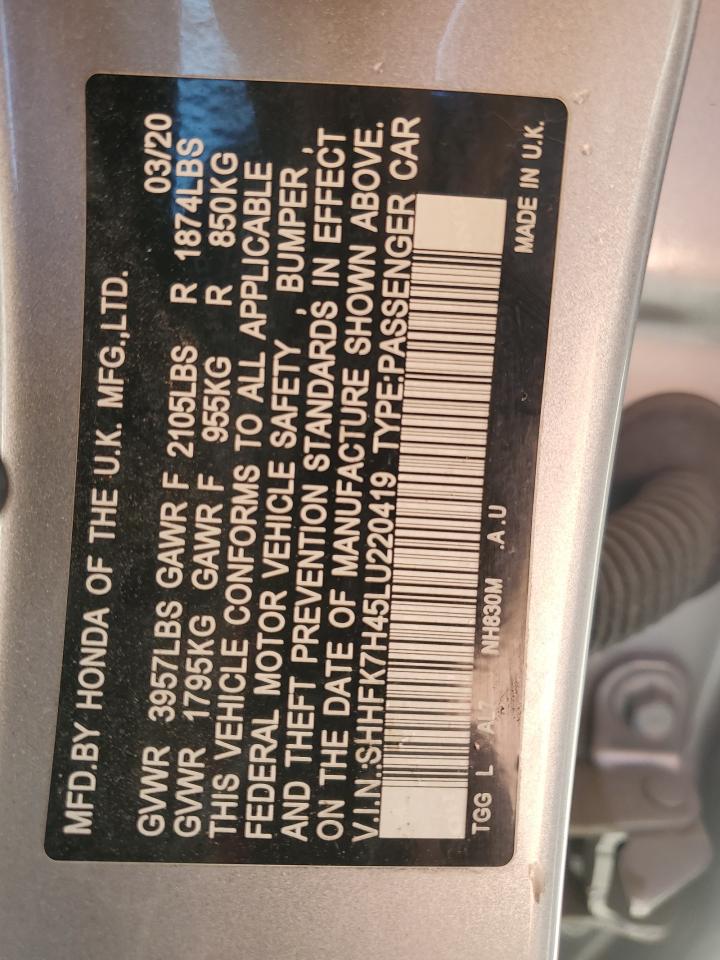 MFD.BY HONDA OF THE U.K. MFG.,LTD.
03/20
GVWR 3957LBS GAWR F 2105LBS R 1874LBS
GVWR 1795KG GAWR F 955KG R 850KG
THIS VEHICLE CONFORMS TO ALL APPLICABLE
FEDERAL MOTOR VEHICLE SAFETY , BUMPER ,
AND THEFT PREVENTION STANDARDS IN EFFECT
ON THE DATE OF MANUFACTURE SHOWN ABOVE.
V.I.N.:SHHFK7H45LU220419 TYPE:PASSENGER CAR
TGG L ALZ NH830M .A .U MADE IN U.K.